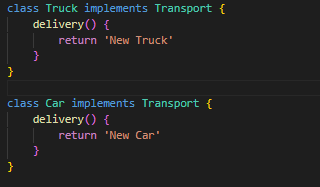 class Truck implements Transport {
    delivery() {
        return 'New Truck'
    }
}

class Car implements Transport {
    delivery() {
        return 'New Car'
    }
}